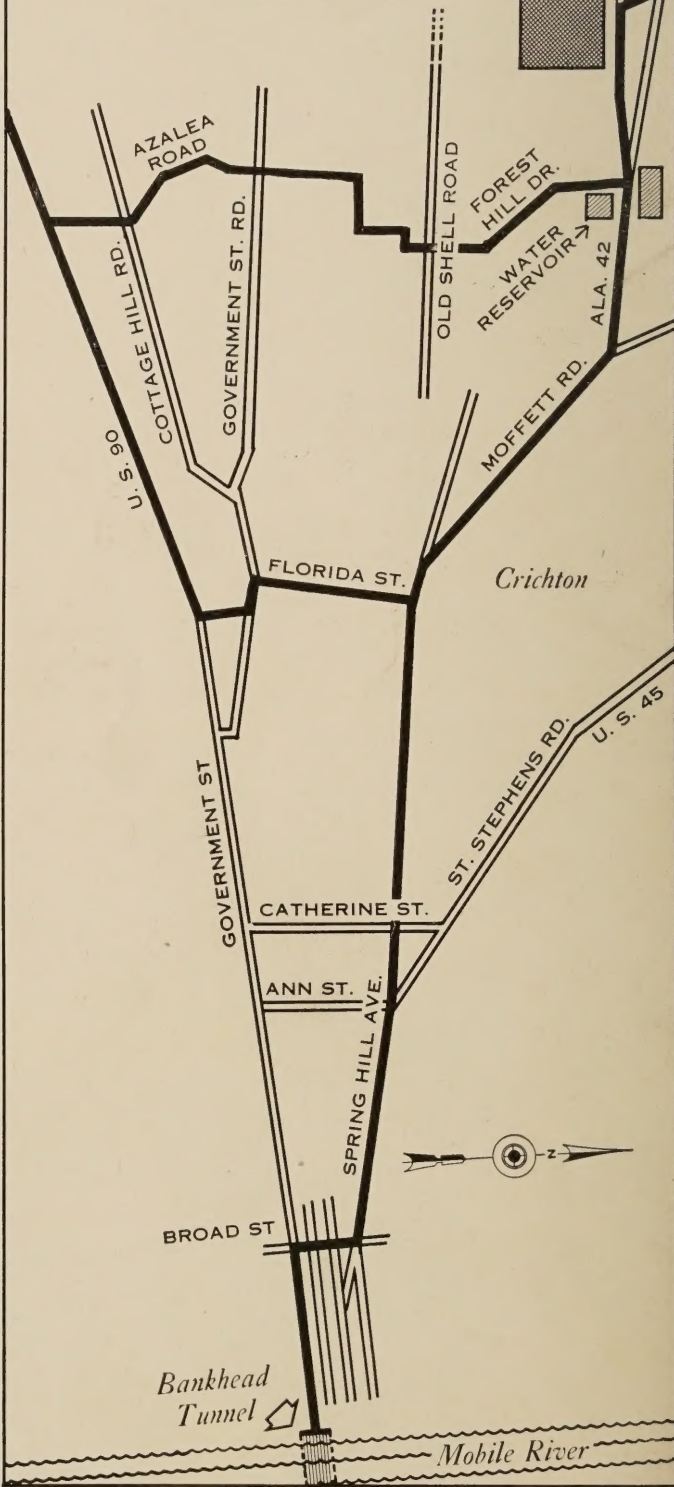 AZALEA
ROAD
COTTAGE HILL RD.
GOVERNMENT ST. RD.
OLD SHELL ROAD
FOREST
HILL DR.
WATER
RESERVOIR
ALA. 42
U.S. 90
MOFFETT RD.
FLORIDA ST.
Crichton
U.S. 45
ST. STEPHENS RD.
GOVERNMENT ST
CATHERINE ST.
ANN ST.
SPRING HILL AVE.
N
BROAD ST
Bankhead
Tunnel
Mobile River